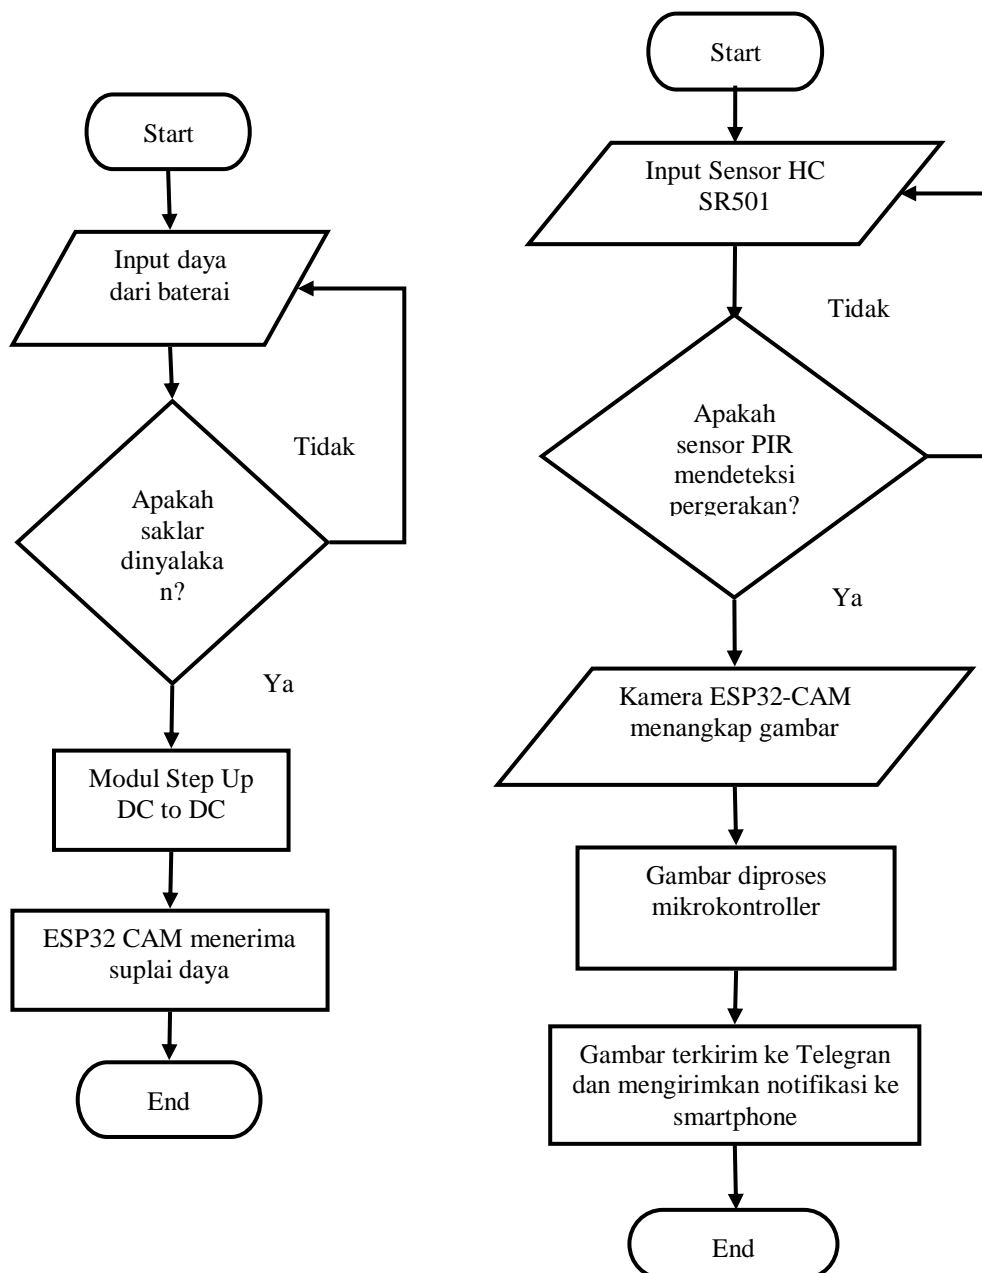 Start
Input daya
dari baterai
Tidak
Apakah
saklar
dinyalaka
n?
Ya
Modul Step Up
DC to DC
ESP32 CAM menerima
suplai daya
End
Start
Input Sensor HC
SR501
Tidak
Apakah
sensor PIR
mendeteksi
pergerakan?
Ya
Kamera ESP32-CAM
menangkap gambar
Gambar diproses
mikrokontroller
Gambar terkirim ke Telegran
dan mengirimkan notifikasi ke
smartphone
End